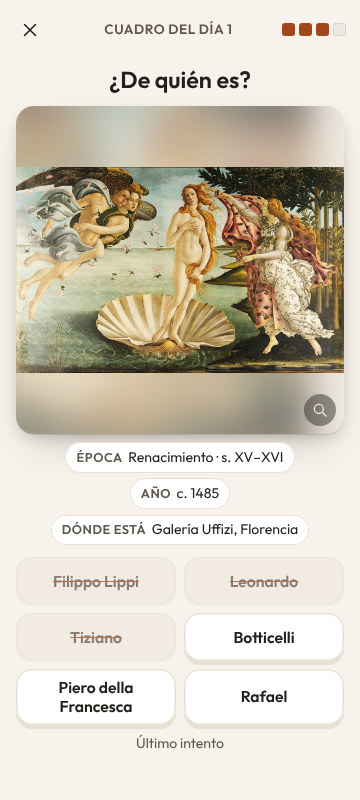 CUADRO DEL DÍA 1
¿De quién es?
ÉPOCA Renacimiento · s. XV–XVI
AÑO c. 1485
DÓNDE ESTÁ Galería Uffizi, Florencia
Filippo Lippi
Leonardo
Tiziano
Botticelli
Piero della
Francesca
Rafael
Último intento